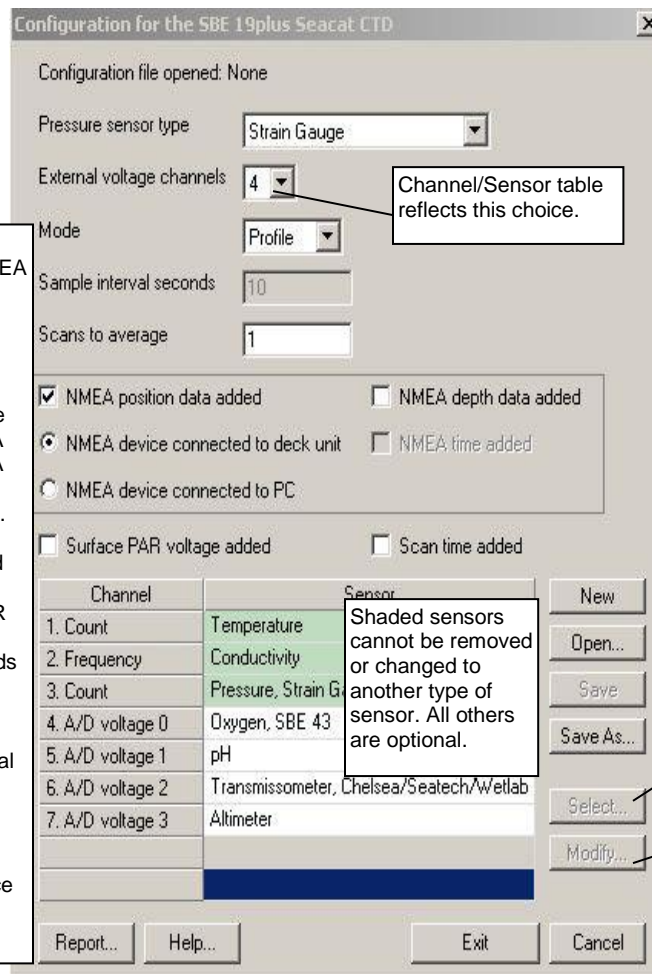 Configuration for the SBE 19plus Seacat CTD
Configuration file opened: None
Pressure sensor type Strain Gauge
External voltage channels 4
Channel/Sensor table
reflects this choice.
Mode Profile
EA
Sample interval seconds 10
Scans to average 1
NMEA position data added NMEA depth data added
e
NMEA device connected to deck unit NMEA time added
A
A
NMEA device connected to PC
.
Surface PAR voltage added Scan time added
d
Channel Sensor New
R
1. Count Temperature
2. Frequency Conductivity Open...
ds
3. Count Pressure, Strain Ga Save
Shaded sensors
cannot be removed
or changed to
another type of
sensor. All others
are optional.
4. A/D voltage 0 Oxygen, SBE 43 Save As...
5. A/D voltage 1 pH
al
6. A/D voltage 2 Transmissometer, Chelsea/Seatech/Wetlab Select...
7. A/D voltage 3 Altimeter
Modify...
ce
Report... Help... Exit Cancel